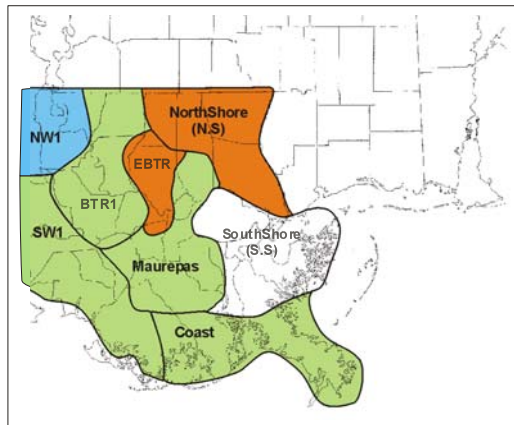 NorthShore
(N.S)
NW1
EBTR
BTR1
SW1
SouthShore
(S.S)
Maurepas
Coast